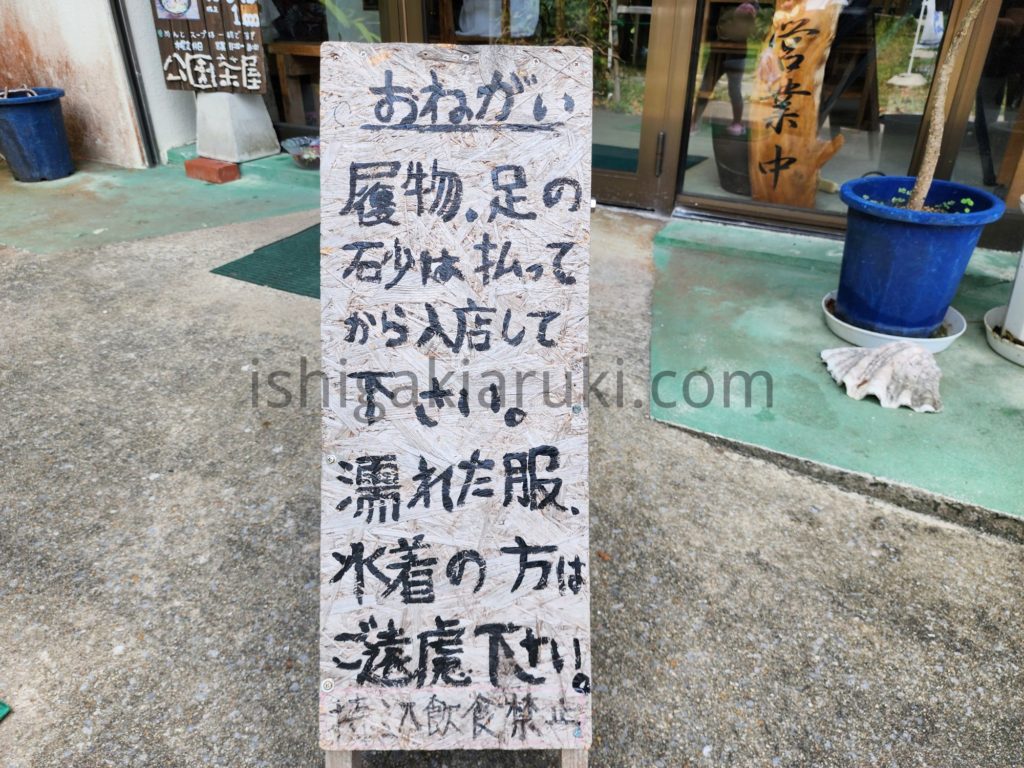 公園茶屋
営業中
おねがい
履物、足の
石砂は払って
から入店して
下さい。
濡れた服、
水着の方は
ご遠慮下さい。
持込飲食禁止
ishigakiaruki.com